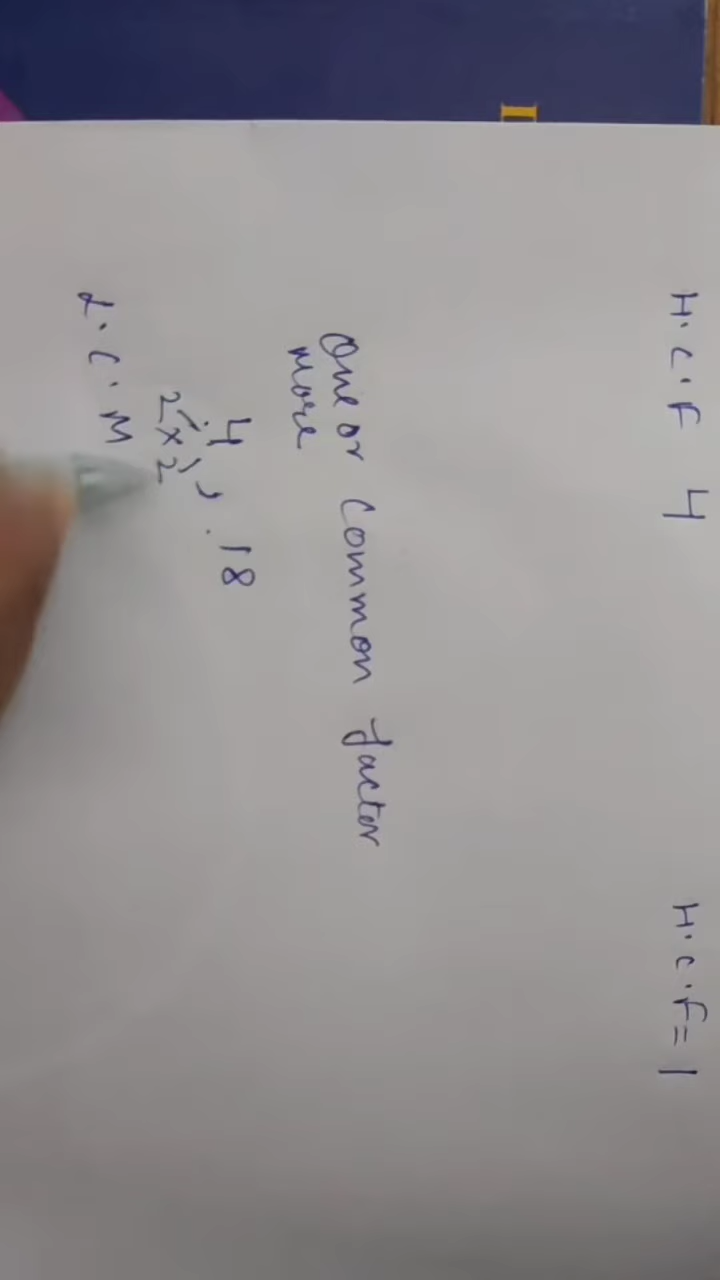 H.C.F 4
H.C.F = 1
One or Common factor
more
4, 18
2 x 2
L.C.M